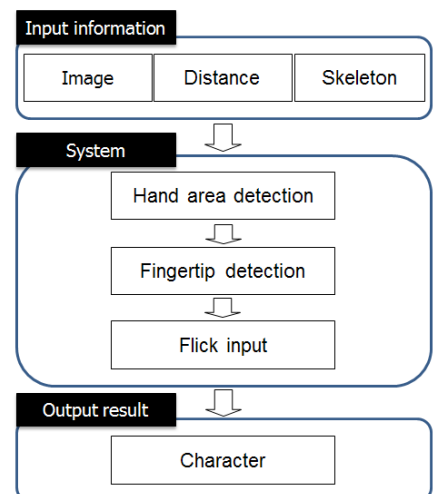 Input information
Image Distance Skeleton
System
Hand area detection
Fingertip detection
Flick input
Output result
Character